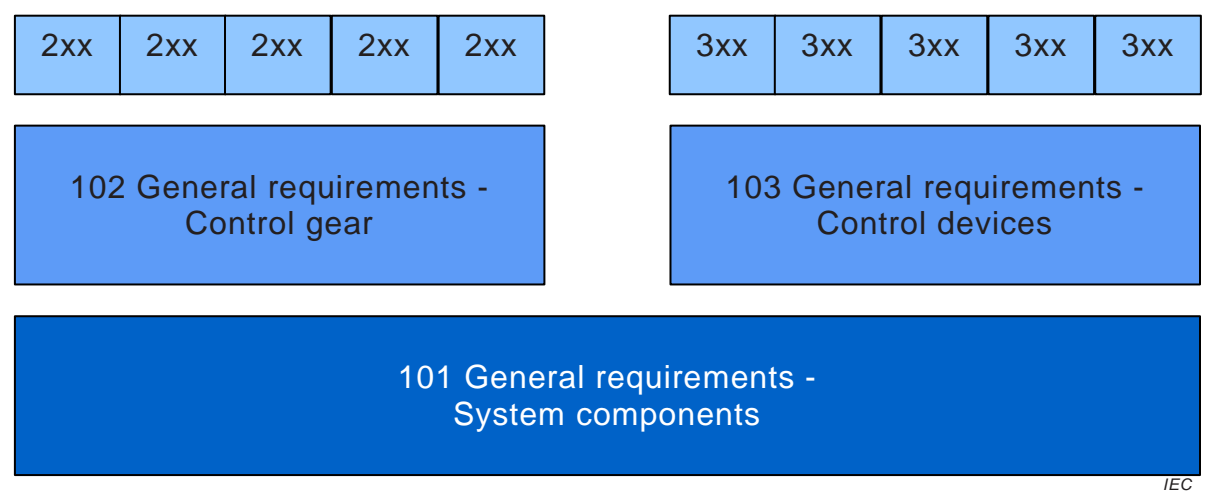 2xx 2xx 2xx 2xx 2xx 3xx 3xx 3xx 3xx 3xx
102 General requirements -
Control gear
103 General requirements -
Control devices
101 General requirements -
System components
IEC